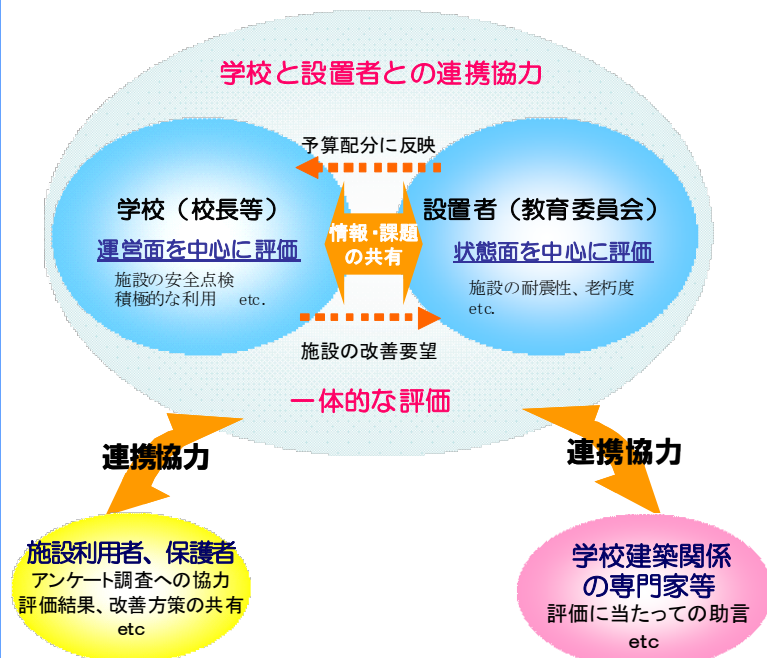 学校と設置者との連携協力
予算配分に反映
学校（校長等）
運営面を中心に評価
施設の安全点検
積極的な利用　etc.
情報・課題
の共有
設置者（教育委員会）
状態面を中心に評価
施設の耐震性、老朽度
etc.
施設の改善要望
一体的な評価
連携協力
連携協力
施設利用者、保護者
アンケート調査への協力
評価結果、改善方策の共有
etc
学校建築関係
の専門家等
評価に当たっての助言
etc